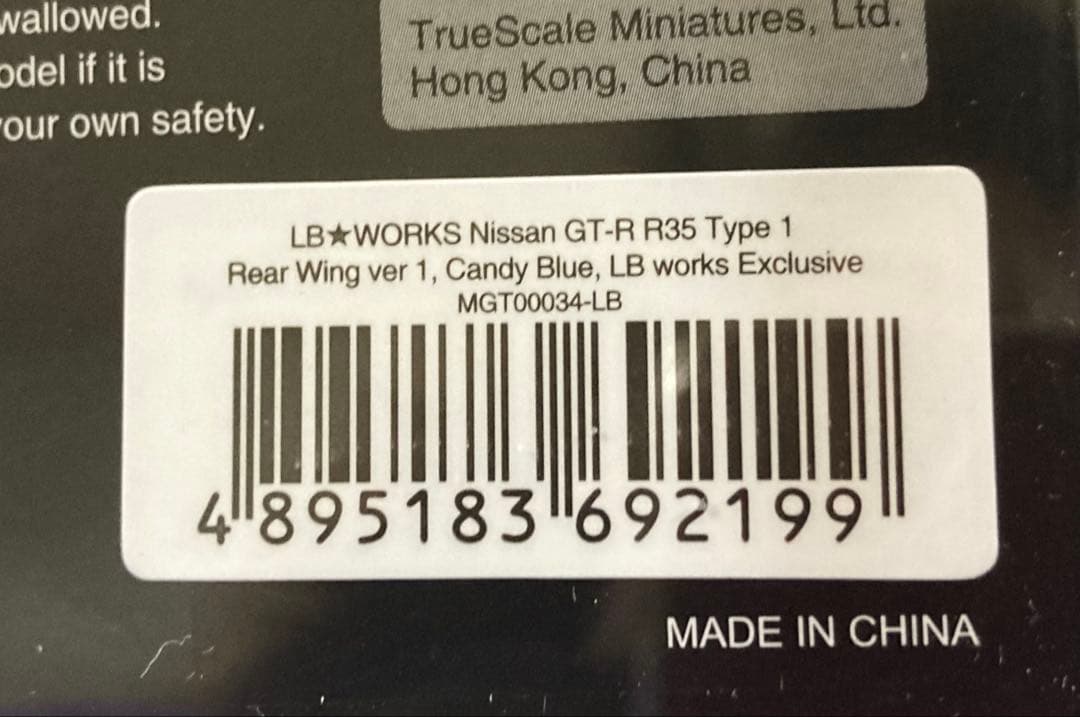 wallowed.
odel if it is
your own safety.
TrueScale Miniatures, Ltd.
Hong Kong, China
LB★WORKS Nissan GT-R R35 Type 1
Rear Wing ver 1, Candy Blue, LB works Exclusive
MGT00034-LB
4 895183 692199
MADE IN CHINA